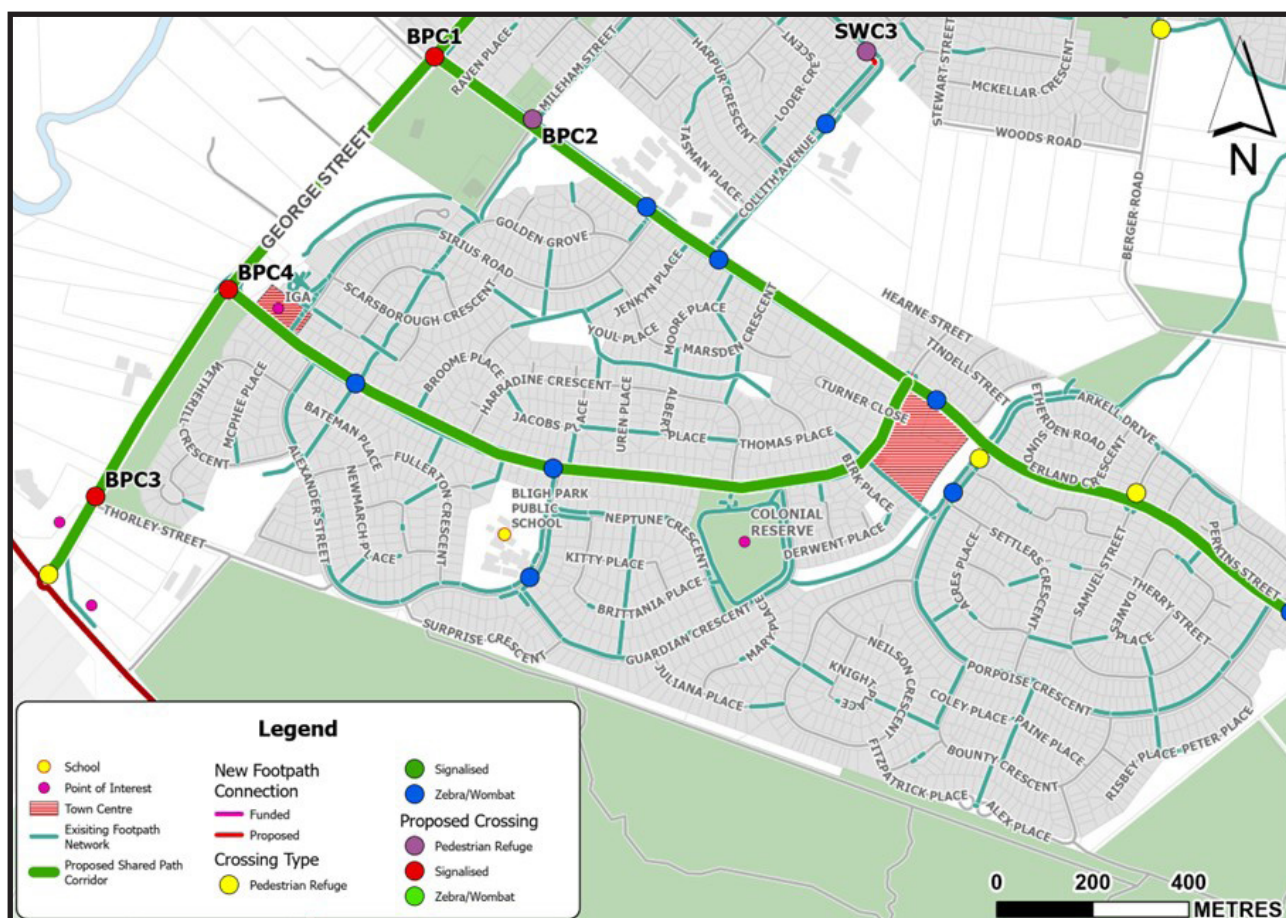 BPC1
RAVEN PLACE
MILEHAM STREET
BPC2
HARPUR CRESCENT
LODER CRESCENT
SWC3
STEWART STREET
MCKELLAR CRESCENT
WOODS ROAD
TASMAN PLACE
COLLITH AVENUE
BERGER ROAD
N
GEORGE STREET
BPC4
IGA
GOLDEN GROVE
SIRIUS ROAD
SCARSBOROUGH CRESCENT
JENKYN PLACE
YOUL PLACE
MOORE PLACE
MARSDEN CRESCENT
HEARNE STREET
TINDELL STREET
WETHERILL CRESCENT
MCPHEE PLACE
BROOME PLACE
HARRADINE CRESCENT
JACOBS PLACE
UREN PLACE
ALBERT
PLACE
THOMAS PLACE
TURNER CLOSE
BIRK PLACE
ETHERDEN ROAD
ARKELL DRIVE
BATEMAN PLACE
ALEXANDER STREET
NEWMARCH PLACE
FULLERTON CRESCENT
BPC3
THORLEY STREET
BLIGH PARK
PUBLIC
SCHOOL
NEPTUNE CRESCENT
COLONIAL
RESERVE
DERWENT PLACE
KITTY PLACE
BRITTANIA PLACE
GUARDIAN CRESCENT
SURPRISE CRESCENT
JULIANA PLACE
MARY
PLACE
KNIGHT PLACE
NEILSON CRESCENT
ACRES PLACE
SETTLERS CRESCENT
SAMUEL STREET
DAWES
PLACE
THERRY STREET
PERKINS STREET
PORPOISE CRESCENT
COLEY PLACE
PAINE PLACE
BOUNTY CRESCENT
FITZPATRICK PLACE
ALEX PLACE
RISBEY PLACE
PETER PLACE
Legend
School
Point of Interest
Town Centre
Exisiting Footpath
Network
Proposed Shared Path
Corridor
New Footpath
Connection
Funded
Proposed
Crossing Type
Pedestrian Refuge
Signalised
Zebra/Wombat
Proposed Crossing
Pedestrian Refuge
Signalised
Zebra/Wombat
0 200 400
METRES